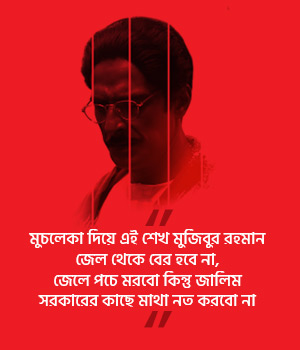 মুচলেকা দিয়ে এই শেখ মুজিবুর রহমান
জেল থেকে বের হবে না,
জেলে পচে মরবো কিন্তু জালিম
সরকারের কাছে মাথা নত করবো না